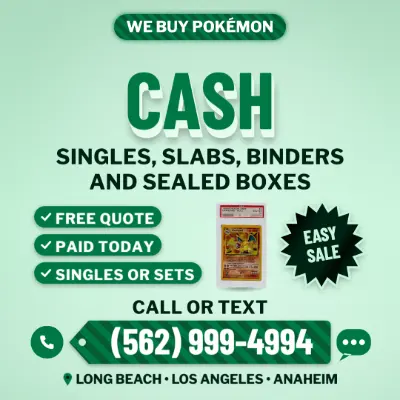 WE BUY POKÉMON
CASH
SINGLES, SLABS, BINDERS
AND SEALED BOXES
FREE QUOTE
PAID TODAY
SINGLES OR SETS
EASY
SALE
CALL OR TEXT
(562) 999-4994
LONG BEACH • LOS ANGELES • ANAHEIM